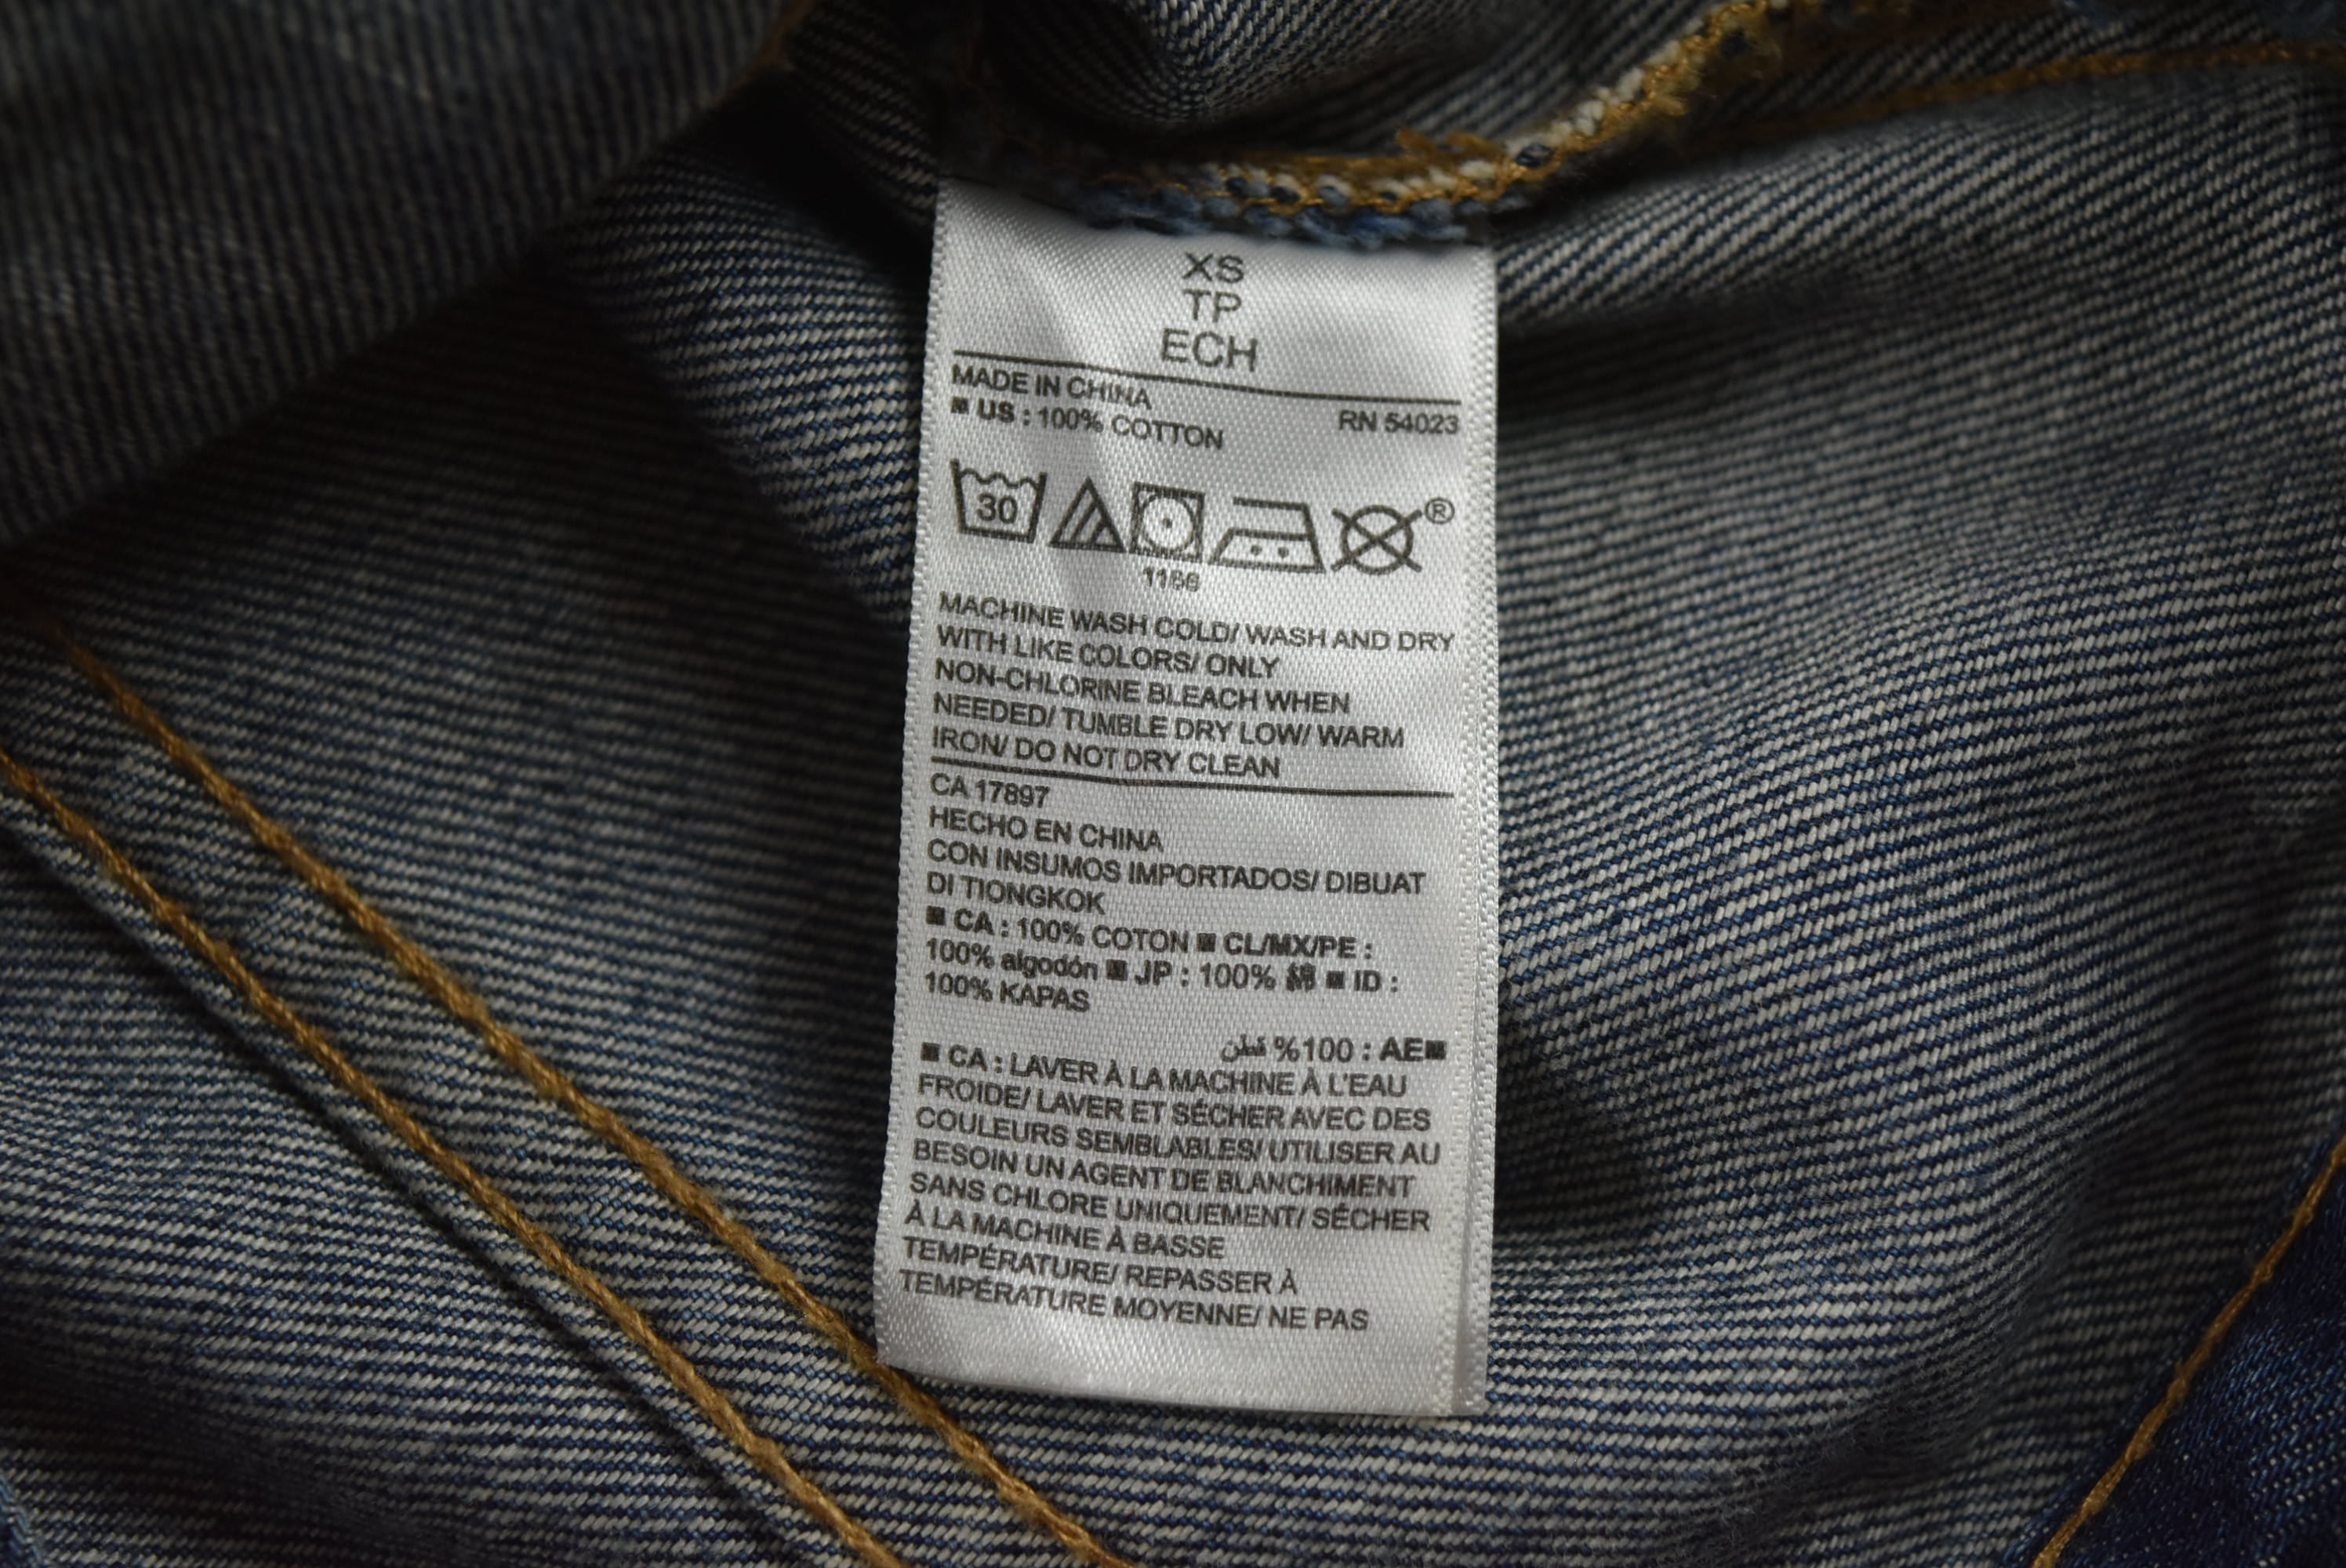 XS
TP
ECH
MADE IN CHINA
■ US : 100% COTTON
RN 54023
30
®
1166
MACHINE WASH COLD/ WASH AND DRY
WITH LIKE COLORS/ ONLY
NON-CHLORINE BLEACH WHEN
NEEDED/ TUMBLE DRY LOW/ WARM
IRON/ DO NOT DRY CLEAN
CA 17897
HECHO EN CHINA
CON INSUMOS IMPORTADOS/ DIBUAT
DI TIONGKOK
■ CA : 100% COTON ■ CL/MX/PE :
100% algodón ■ JP : 100% 綿 ■ ID :
100% KAPAS
■AE : 100% قطن
■ CA : LAVER À LA MACHINE À L'EAU
FROIDE/ LAVER ET SÉCHER AVEC DES
COULEURS SEMBLABLES/ UTILISER AU
BESOIN UN AGENT DE BLANCHIMENT
SANS CHLORE UNIQUEMENT/ SÉCHER
À LA MACHINE À BASSE
TEMPÉRATURE/ REPASSER À
TEMPÉRATURE MOYENNE/ NE PAS